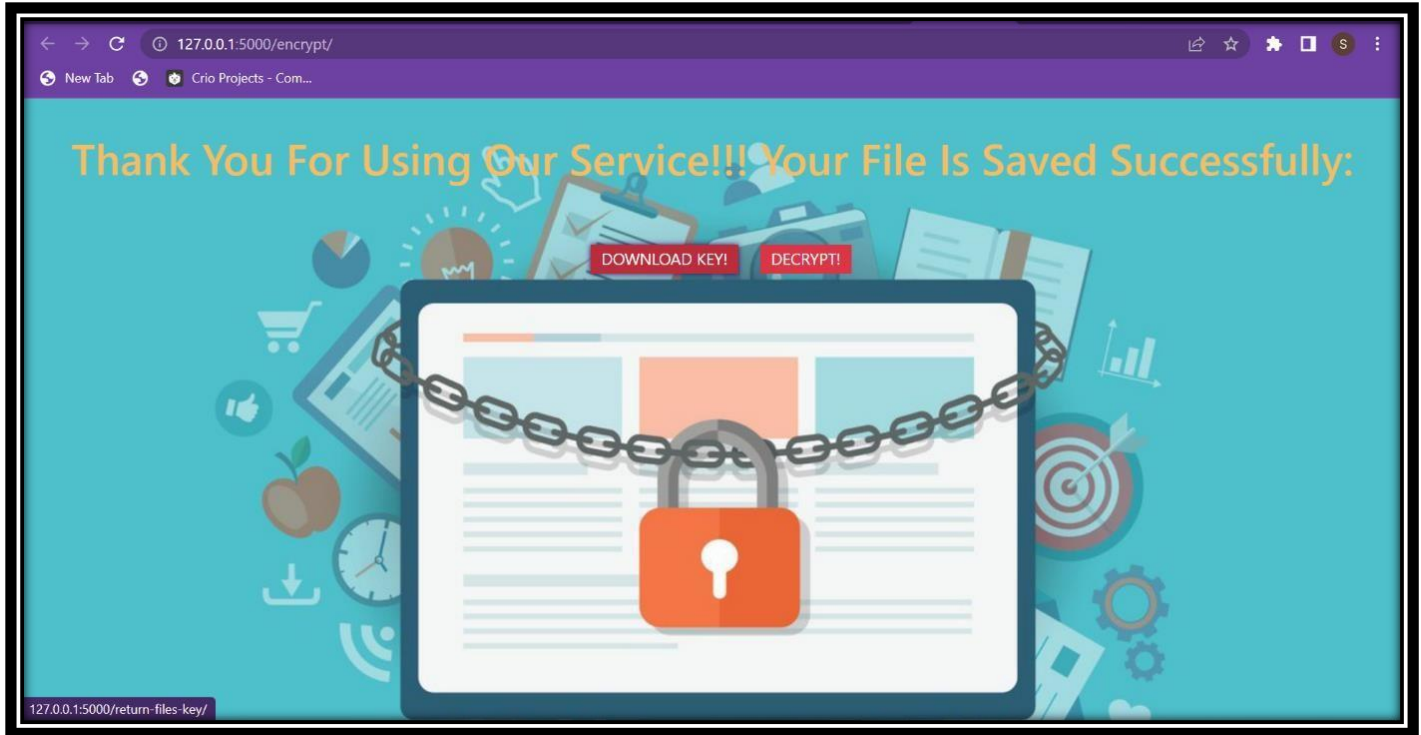 127.0.0.1:5000/encrypt/
S
New Tab Crio Projects - Com...
Thank You For Using Our Service!!! Your File Is Saved Successfully:
DOWNLOAD KEY! DECRYPT!
127.0.0.1:5000/return-files-key/